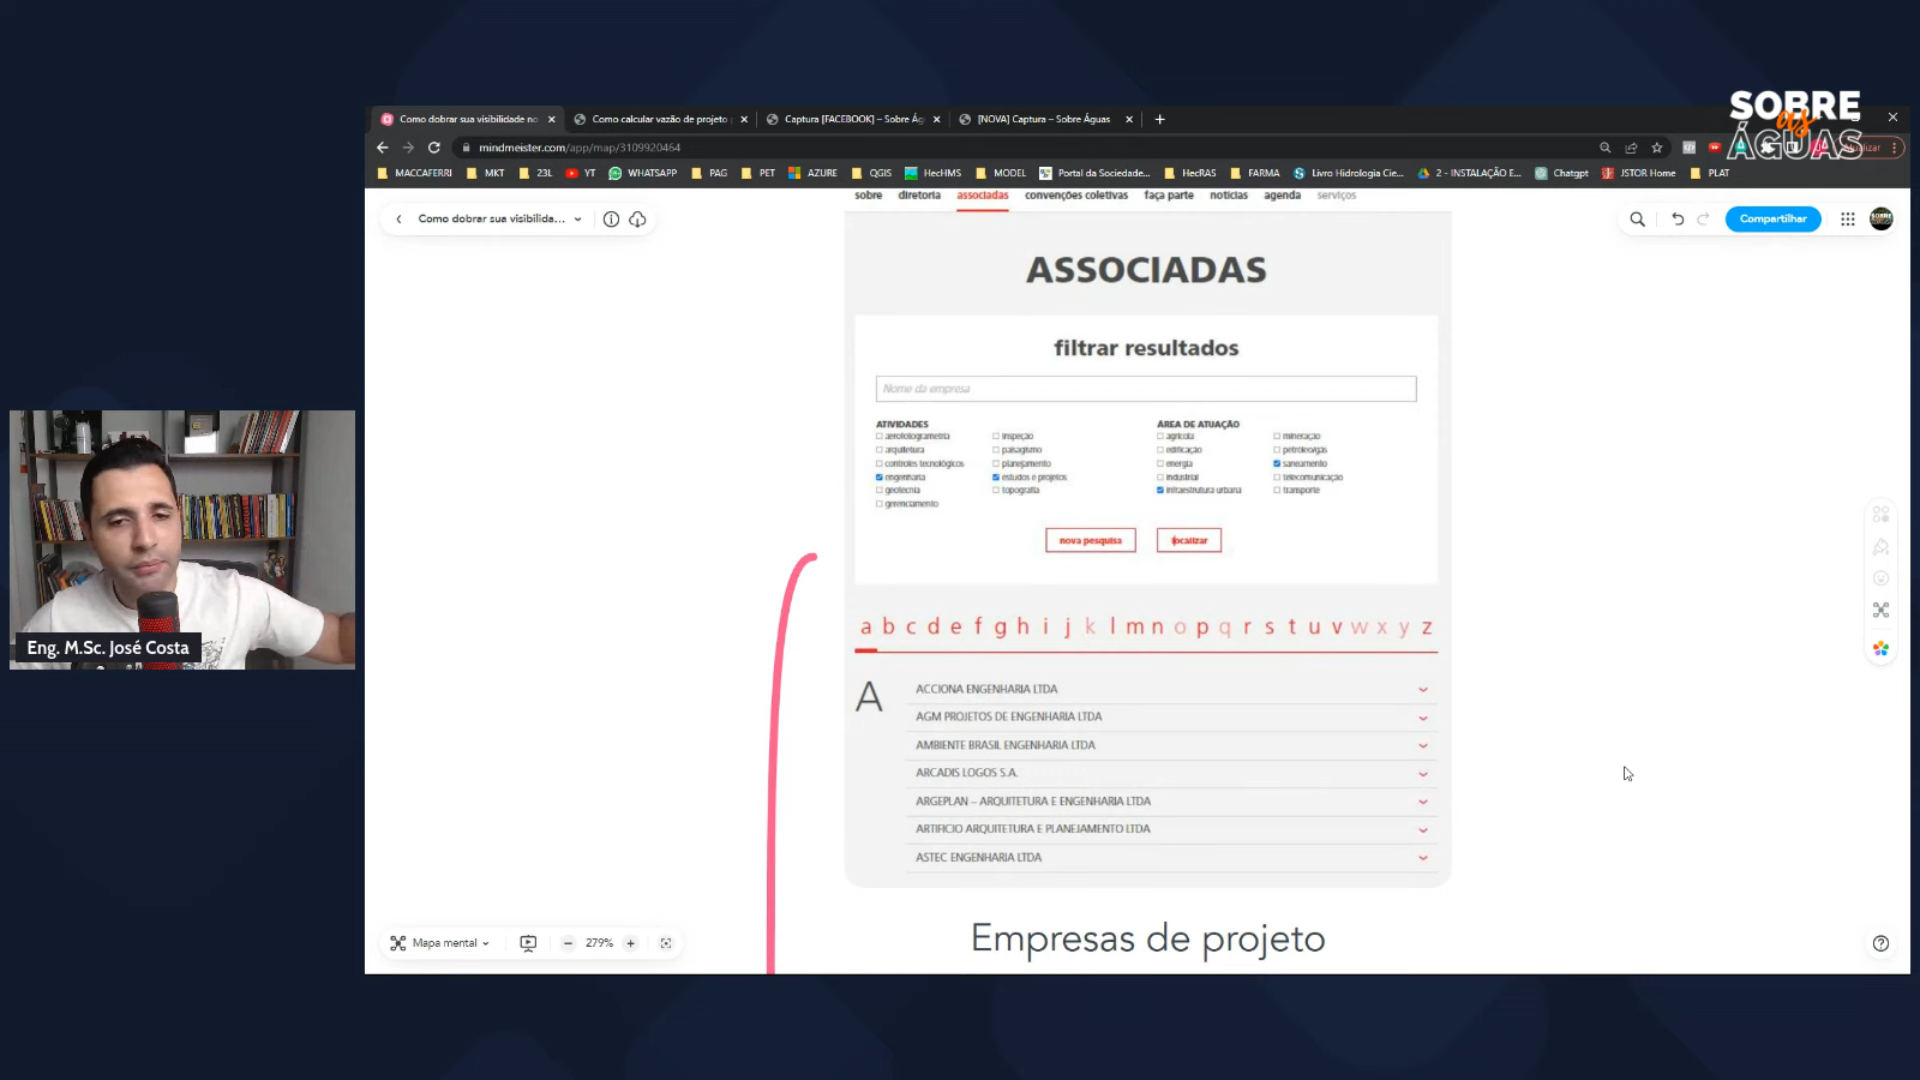 SOBRE
as
ÁGUAS
Como dobrar sua visibilidade no
Como calcular vazão de projeto
Captura [FACEBOOK] – Sobre Ág
[NOVA] Captura – Sobre Águas
mindmeister.com/app/map/3109920464
MACCAFERRI MKT 23L YT WHATSAPP PAG PET AZURE QGIS HecHMS MODEL Portal da Sociedade... HecRAS FARMA Livro Hidrologia Cie... 2 - INSTALAÇÃO E... Chatgpt JSTOR Home PLAT
sobre diretoria associadas convenções coletivas faça parte notícias agenda serviços
Como dobrar sua visibilida...
Compartilhar
ASSOCIADAS
filtrar resultados
Nome da empresa
ATIVIDADES
aerofotogrametria
arquitetura
controles tecnológicos
engenharia
geotecnia
gerenciamento
inspeção
paisagismo
planejamento
estudos e projetos
topografia
ÁREA DE ATUAÇÃO
agrícola
edificação
energia
industrial
infraestrutura urbana
mineração
petróleo/gás
saneamento
telecomunicação
transporte
nova pesquisa
localizar
a b c d e f g h i j k l m n o p q r s t u v w x y z
A
ACCIONA ENGENHARIA LTDA
AGM PROJETOS DE ENGENHARIA LTDA
AMBIENTE BRASIL ENGENHARIA LTDA
ARCADIS LOGOS S.A.
ARGEPLAN – ARQUITETURA E ENGENHARIA LTDA
ARTIFICIO ARQUITETURA E PLANEJAMENTO LTDA
ASTEC ENGENHARIA LTDA
Empresas de projeto
Mapa mental
279%
Eng. M.Sc. José Costa